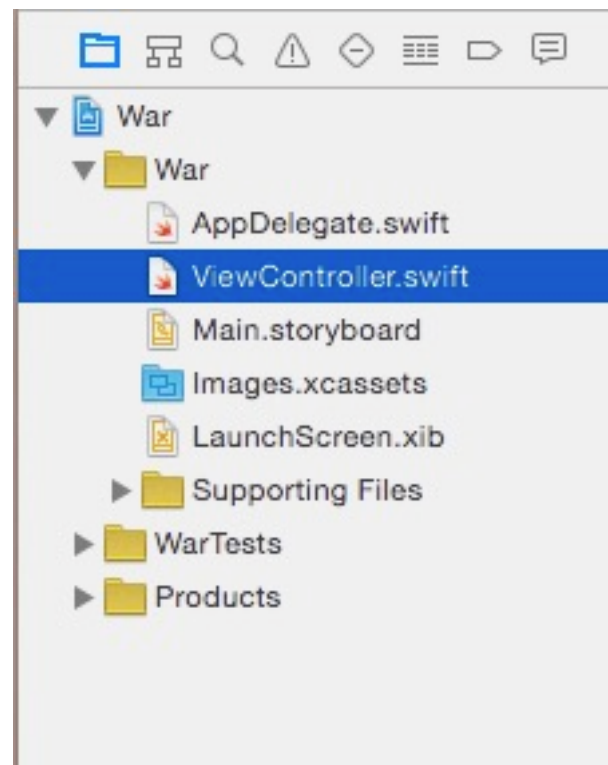 War
War
AppDelegate.swift
ViewController.swift
Main.storyboard
Images.xcassets
LaunchScreen.xib
Supporting Files
WarTests
Products